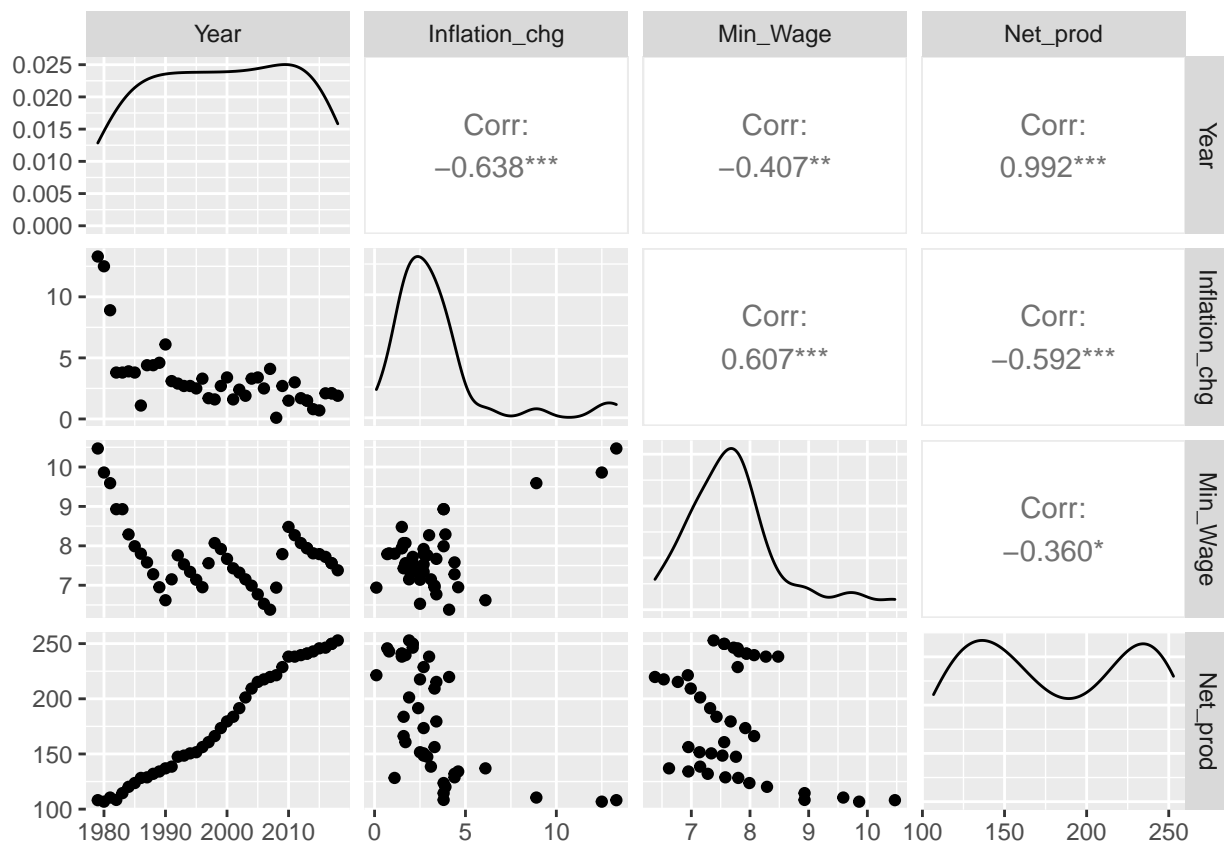 Year
Inflation_chg
Min_Wage
Net_prod
0.025
0.020
0.015
0.010
0.005
0.000
Corr:
−0.638***
Corr:
−0.407**
Corr:
0.992***
Year
10
5
0
Corr:
0.607***
Corr:
−0.592***
Inflation_chg
10
9
8
7
Corr:
−0.360*
Min_Wage
250
200
150
100
Net_prod
1980 1990 2000 2010
0 5 10
7 8 9 10
100 150 200 250